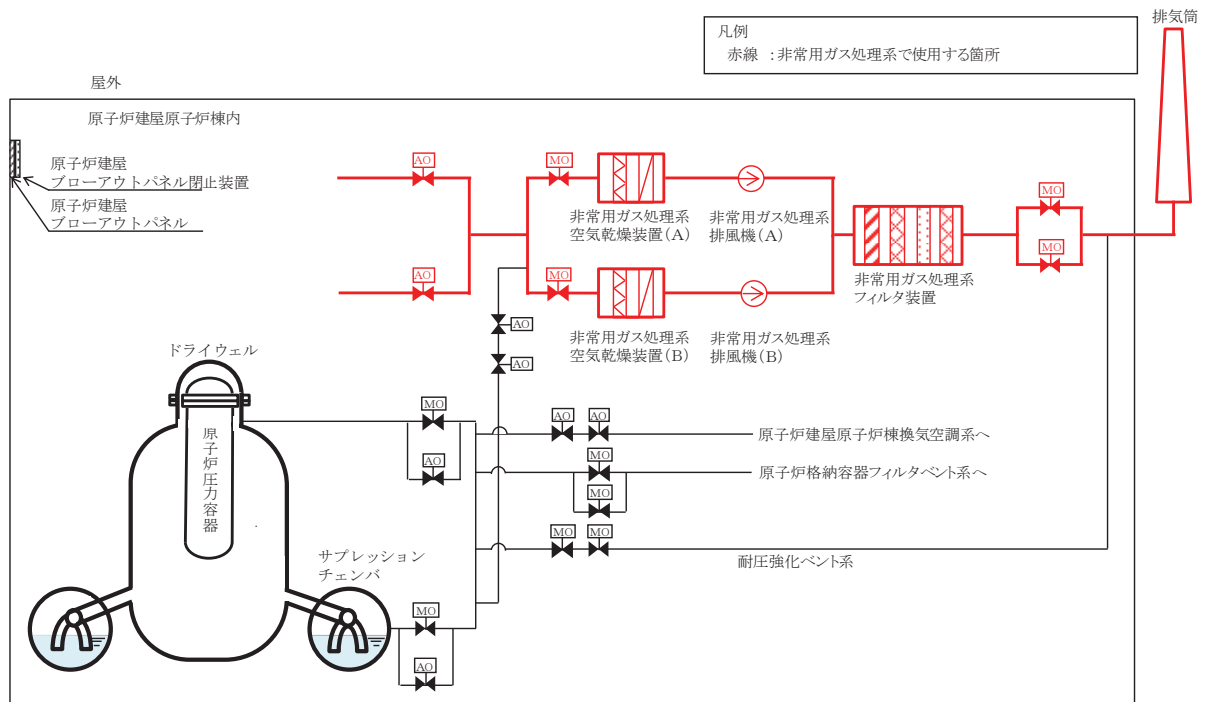 排気筒
凡例
赤線 ：非常用ガス処理系で使用する箇所
屋外
原子炉建屋原子炉棟内
原子炉建屋
ブローアウトパネル閉止装置
原子炉建屋
ブローアウトパネル
AO
MO
非常用ガス処理系
空気乾燥装置(A)
非常用ガス処理系
排風機(A)
MO
MO
非常用ガス処理系
フィルタ装置
AO
MO
非常用ガス処理系
空気乾燥装置(B)
非常用ガス処理系
排風機(B)
AO
AO
ドライウェル
原子炉圧力容器
MO
AO
AO
AO
原子炉建屋原子炉棟換気空調系へ
MO
MO
原子炉格納容器フィルタベント系へ
MO
MO
耐圧強化ベント系
サプレッション
チェンバ
MO
AO